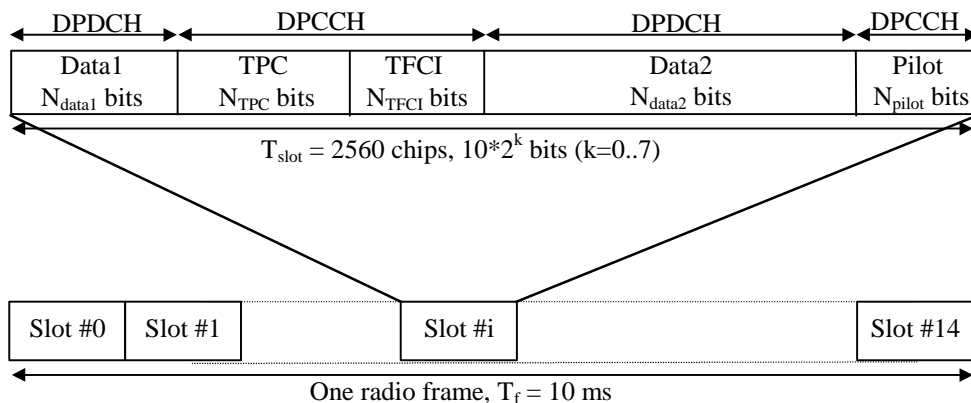 DPDCH DPCCH DPDCH DPCCH
Data1 TPC TFCI Data2 Pilot
N_data1 bits N_TPC bits N_TFCI bits N_data2 bits N_pilot bits
T_slot = 2560 chips, 10*2^k bits (k=0..7)
Slot #0 Slot #1 Slot #i Slot #14
One radio frame, T_f = 10 ms